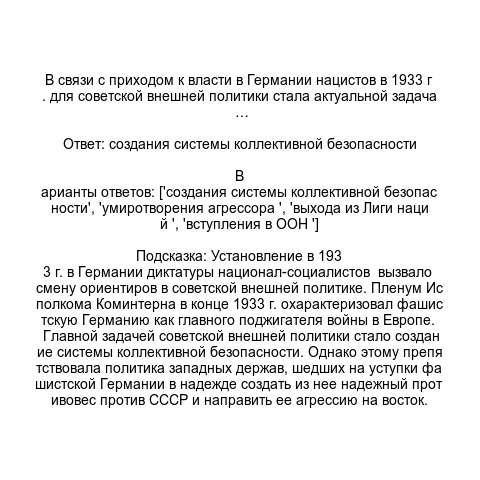 В связи с приходом к власти в Германии нацистов в 1933 г
. для советской внешней политики стала актуальной задача
…
Ответ: создания системы коллективной безопасности
В
арианты ответов: ['создания системы коллективной безопас
ности', 'умиротворения агрессора ', 'выхода из Лиги наци
й ', 'вступления в ООН ']
Подсказка: Установление в 193
3 г. в Германии диктатуры национал-социалистов  вызвало
смену ориентиров в советской внешней политике. Пленум Ис
полкома Коминтерна в конце 1933 г. охарактеризовал фашис
тскую Германию как главного поджигателя войны в Европе.
Главной задачей советской внешней политики стало создан
ие системы коллективной безопасности. Однако этому препя
тствовала политика западных держав, шедших на уступки фа
шистской Германии в надежде создать из нее надежный прот
ивовес против СССР и направить ее агрессию на восток.